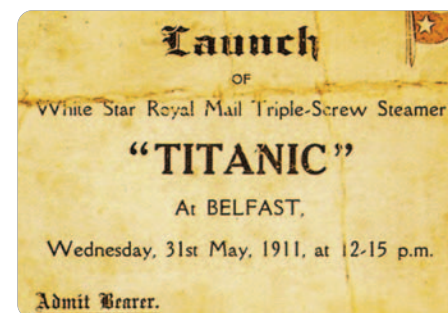 Launch
OF
White Star Royal Mail Triple-Screw Steamer
“TITANIC”
At BELFAST,
Wednesday, 31st May, 1911, at 12-15 p.m.
Admit Bearer.